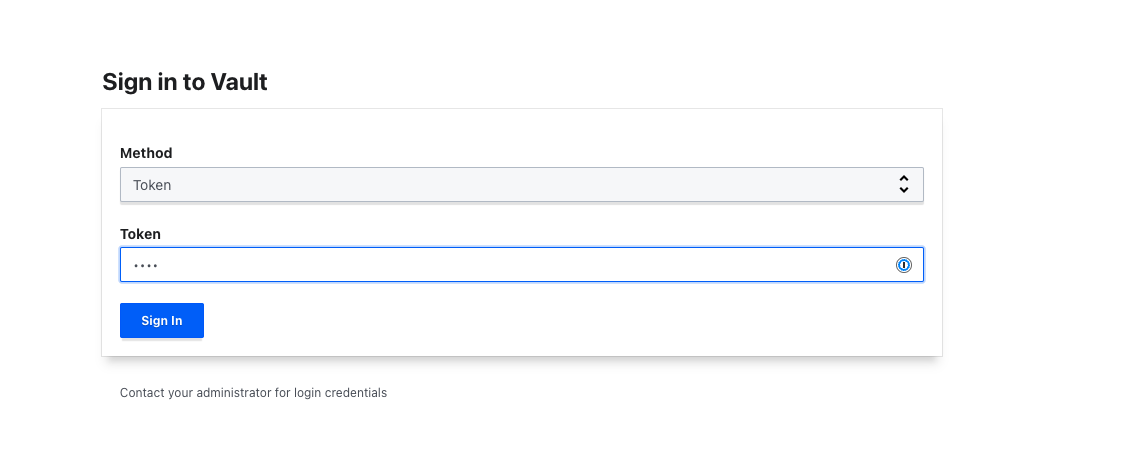 Sign in to Vault
Method
Token
Token
••••
Sign In
Contact your administrator for login credentials